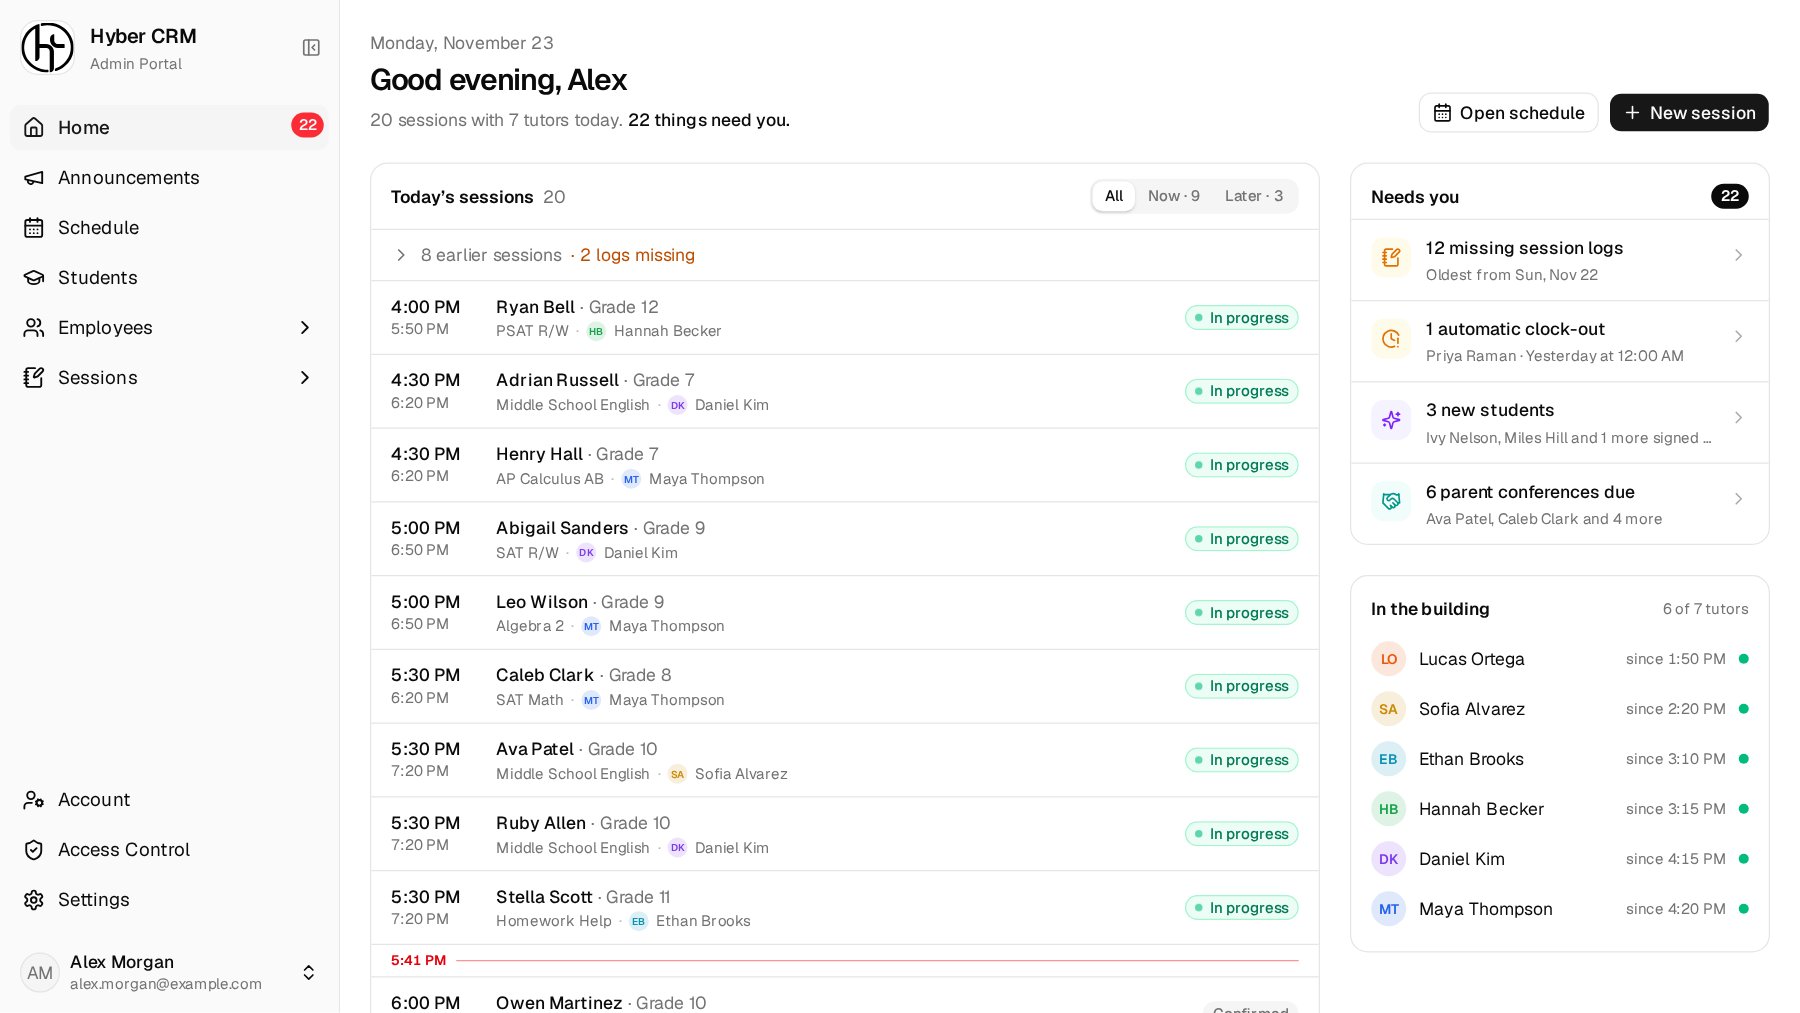 Hyber CRM
Admin Portal
Home
22
Announcements
Schedule
Students
Employees
Sessions
Account
Access Control
Settings
AM
Alex Morgan
alex.morgan@example.com
Monday, November 23
Good evening, Alex
20 sessions with 7 tutors today. 22 things need you.
Open schedule
New session
Today’s sessions 20
All Now · 9 Later · 3
8 earlier sessions · 2 logs missing
4:00 PM Ryan Bell · Grade 12
5:50 PM PSAT R/W · HB Hannah Becker
In progress
4:30 PM Adrian Russell · Grade 7
6:20 PM Middle School English · DK Daniel Kim
In progress
4:30 PM Henry Hall · Grade 7
6:20 PM AP Calculus AB · MT Maya Thompson
In progress
5:00 PM Abigail Sanders · Grade 9
6:50 PM SAT R/W · DK Daniel Kim
In progress
5:00 PM Leo Wilson · Grade 9
6:50 PM Algebra 2 · MT Maya Thompson
In progress
5:30 PM Caleb Clark · Grade 8
6:20 PM SAT Math · MT Maya Thompson
In progress
5:30 PM Ava Patel · Grade 10
7:20 PM Middle School English · SA Sofia Alvarez
In progress
5:30 PM Ruby Allen · Grade 10
7:20 PM Middle School English · DK Daniel Kim
In progress
5:30 PM Stella Scott · Grade 11
7:20 PM Homework Help · EB Ethan Brooks
In progress
5:41 PM
6:00 PM Owen Martinez · Grade 10
Confirmed
Needs you 22
12 missing session logs
Oldest from Sun, Nov 22
1 automatic clock-out
Priya Raman · Yesterday at 12:00 AM
3 new students
Ivy Nelson, Miles Hill and 1 more signed …
6 parent conferences due
Ava Patel, Caleb Clark and 4 more
In the building 6 of 7 tutors
LO Lucas Ortega since 1:50 PM
SA Sofia Alvarez since 2:20 PM
EB Ethan Brooks since 3:10 PM
HB Hannah Becker since 3:15 PM
DK Daniel Kim since 4:15 PM
MT Maya Thompson since 4:20 PM